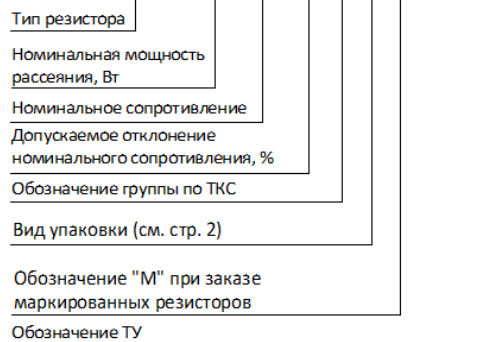 Тип резистора
Номинальная мощность
рассеяния, Вт
Номинальное сопротивление
Допускаемое отклонение
номинального сопротивления, %
Обозначение группы по ТКС
Вид упаковки (см. стр. 2)
Обозначение "М" при заказе
маркированных резисторов
Обозначение ТУ